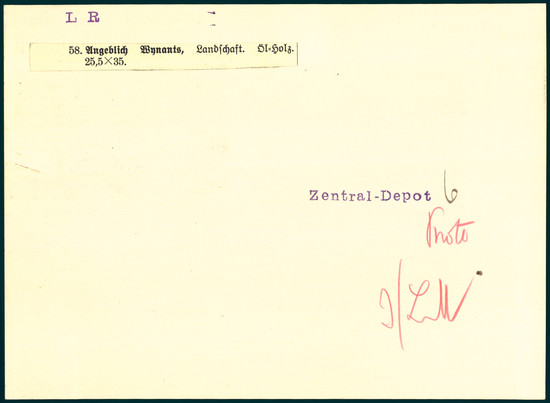 L R
58. Angeblich Wynants, Landschaft. Öl-Holz.
25,5×35.
Zentral-Depot 6
Photo